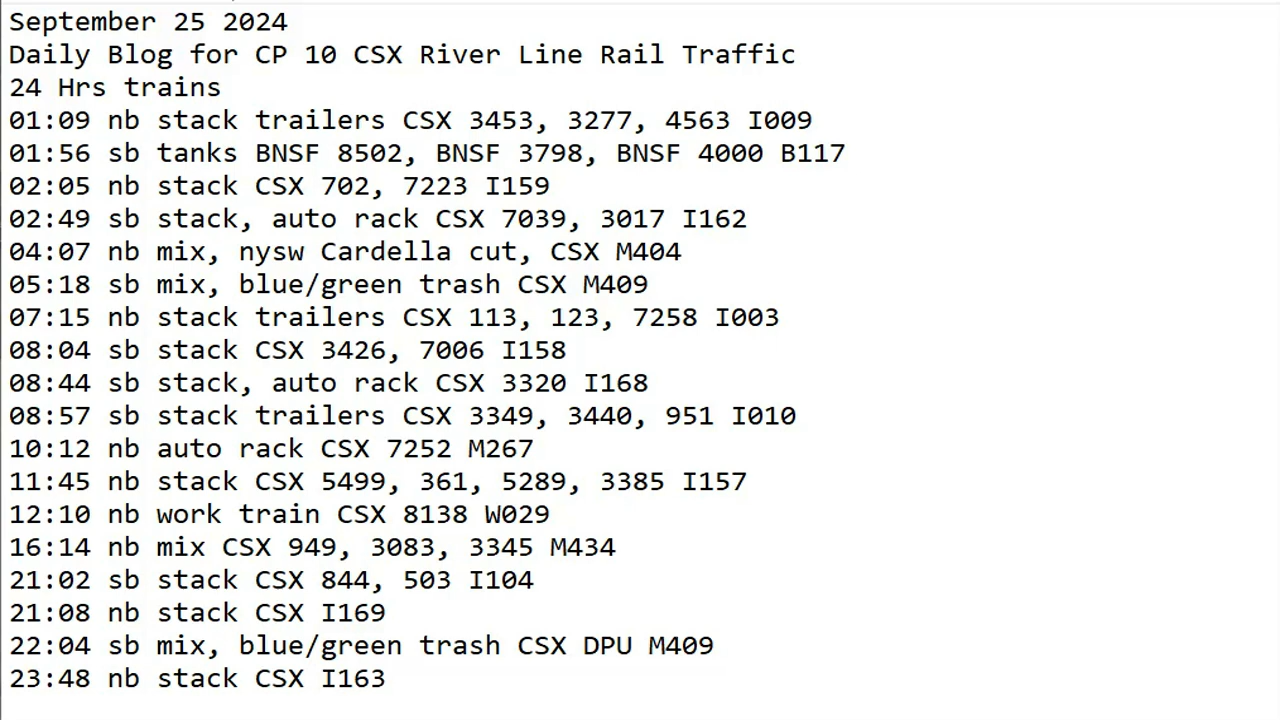 September 25 2024
Daily Blog for CP 10 CSX River Line Rail Traffic
24 Hrs trains
01:09 nb stack trailers CSX 3453, 3277, 4563 I009
01:56 sb tanks BNSF 8502, BNSF 3798, BNSF 4000 B117
02:05 nb stack CSX 702, 7223 I159
02:49 sb stack, auto rack CSX 7039, 3017 I162
04:07 nb mix, nysw Cardella cut, CSX M404
05:18 sb mix, blue/green trash CSX M409
07:15 nb stack trailers CSX 113, 123, 7258 I003
08:04 sb stack CSX 3426, 7006 I158
08:44 sb stack, auto rack CSX 3320 I168
08:57 sb stack trailers CSX 3349, 3440, 951 I010
10:12 nb auto rack CSX 7252 M267
11:45 nb stack CSX 5499, 361, 5289, 3385 I157
12:10 nb work train CSX 8138 W029
16:14 nb mix CSX 949, 3083, 3345 M434
21:02 sb stack CSX 844, 503 I104
21:08 nb stack CSX I169
22:04 sb mix, blue/green trash CSX DPU M409
23:48 nb stack CSX I163